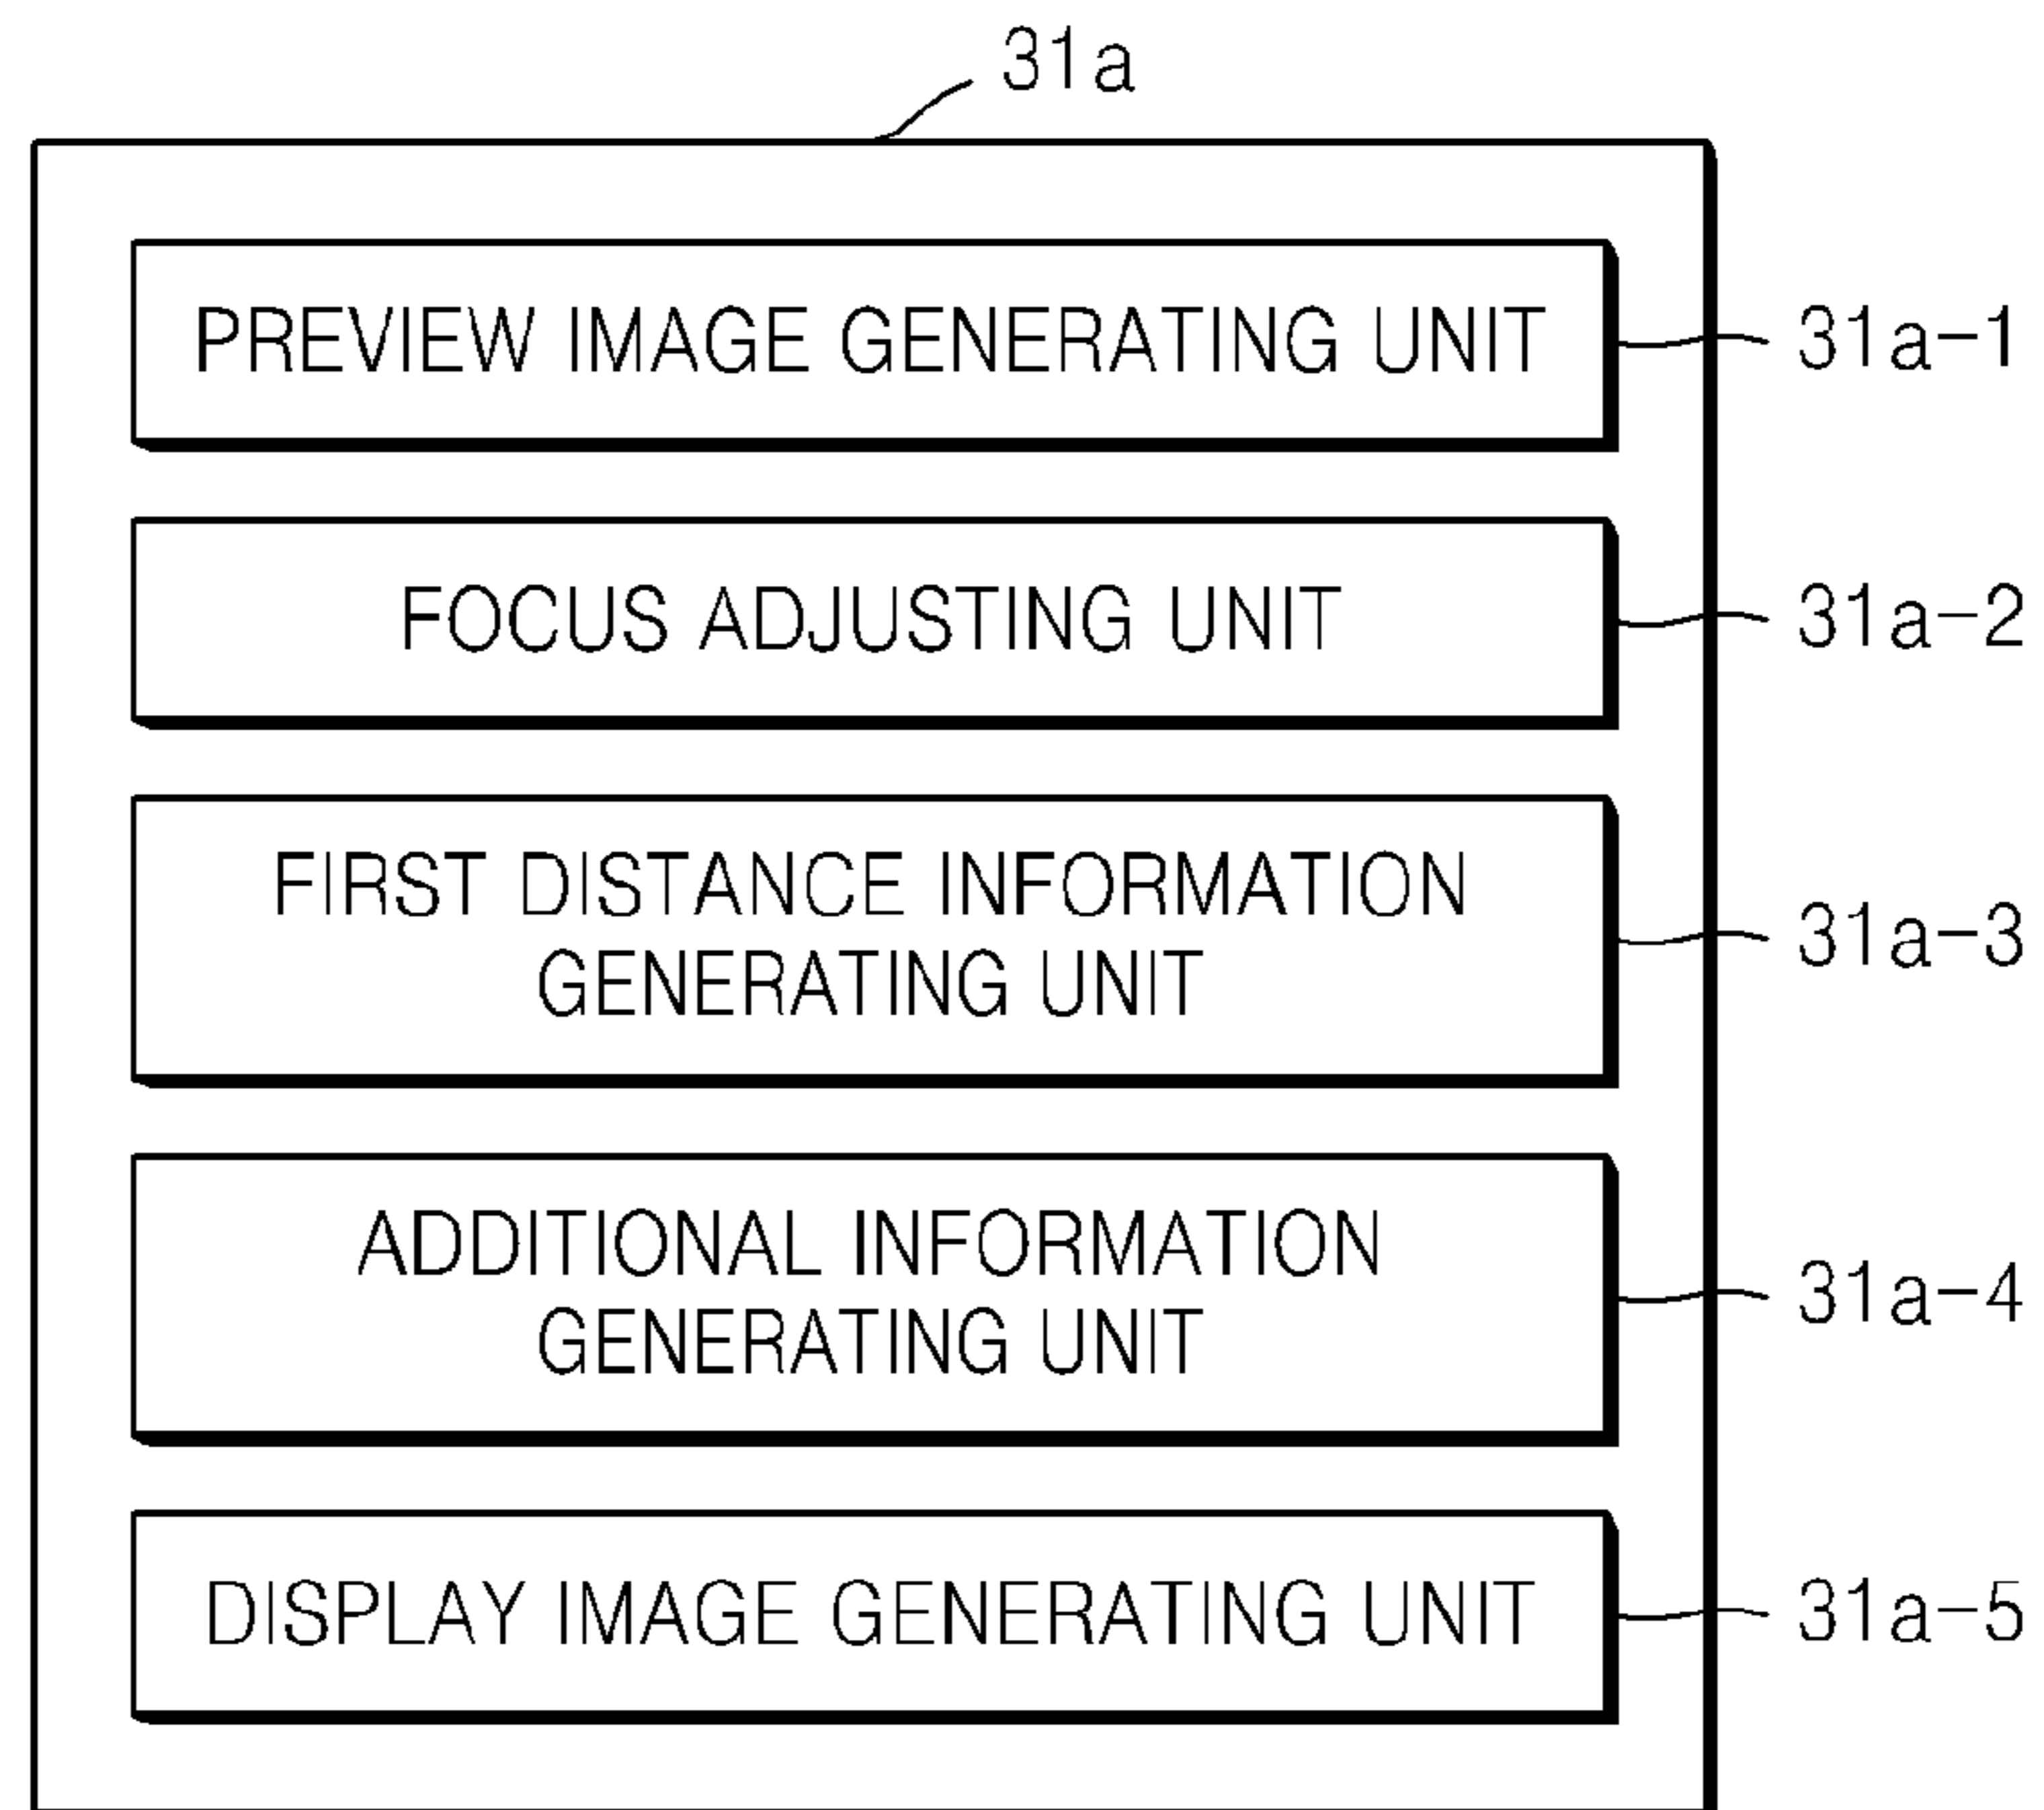 31a
PREVIEW IMAGE GENERATING UNIT 31a-1
FOCUS ADJUSTING UNIT 31a-2
FIRST DISTANCE INFORMATION
GENERATING UNIT
31a-3
ADDITIONAL INFORMATION
GENERATING UNIT
31a-4
DISPLAY IMAGE GENERATING UNIT 31a-5